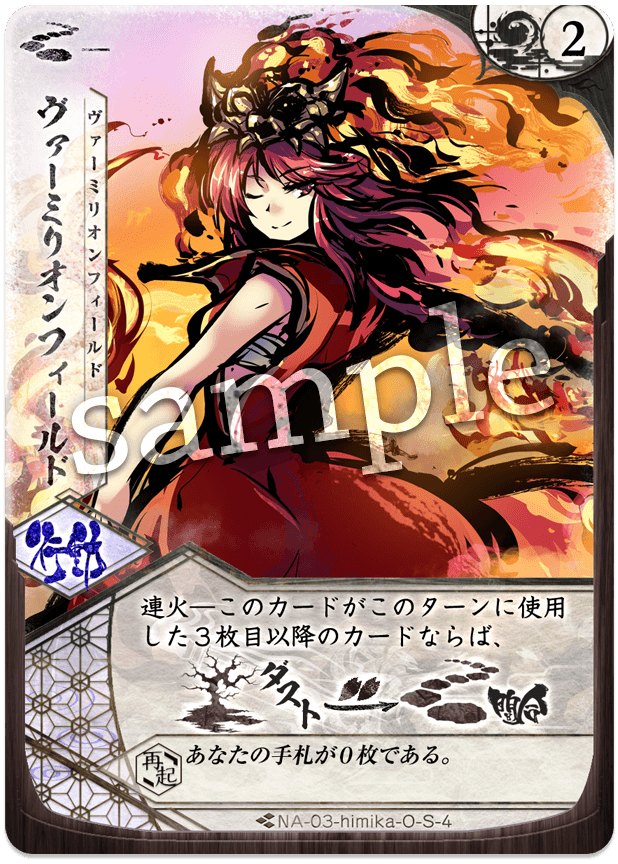 2
ヴァーミリオンフィールド
ヴァーミリオンフィールド
sample
行動
連火―このカードがこのターンに使用
した３枚目以降のカードならば、
ダスト 間合
再起
あなたの手札が０枚である。
NA-03-himika-O-S-4